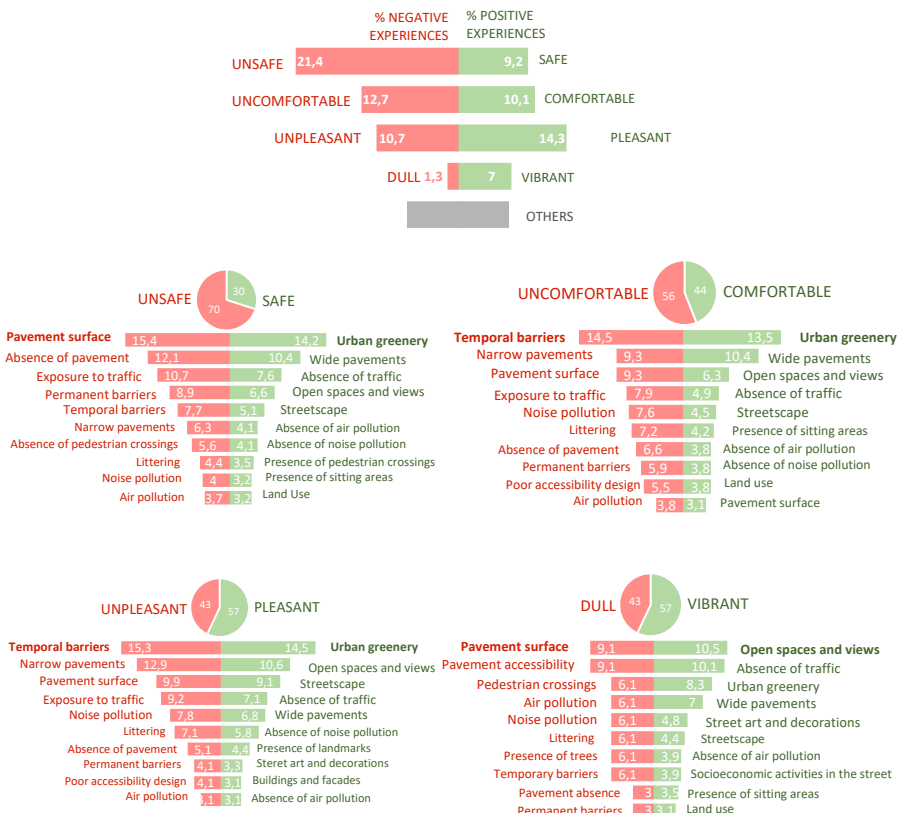 % NEGATIVE EXPERIENCES
% POSITIVE EXPERIENCES
UNSAFE 21,4 9,2 SAFE
UNCOMFORTABLE 12,7 10,1 COMFORTABLE
UNPLEASANT 10,7 14,3 PLEASANT
DULL 1,3 7 VIBRANT
OTHERS
UNSAFE 70 30 SAFE
Pavement surface 15,4 14,2 Urban greenery
Absence of pavement 12,1 10,4 Wide pavements
Exposure to traffic 10,7 7,6 Absence of traffic
Permanent barriers 8,9 6,6 Open spaces and views
Temporal barriers 7,7 5,1 Streetscape
Narrow pavements 6,3 4,1 Absence of air pollution
Absence of pedestrian crossings 5,6 4,1 Absence of noise pollution
Littering 4,4 3,5 Presence of pedestrian crossings
Noise pollution 4 3,2 Presence of sitting areas
Air pollution 3,7 3,2 Land Use
UNCOMFORTABLE 56 44 COMFORTABLE
Temporal barriers 14,5 13,5 Urban greenery
Narrow pavements 9,3 10,4 Wide pavements
Pavement surface 9,3 6,3 Open spaces and views
Exposure to traffic 7,9 4,9 Absence of traffic
Noise pollution 7,6 4,5 Streetscape
Littering 7,2 4,2 Presence of sitting areas
Absence of pavement 6,6 3,8 Absence of air pollution
Permanent barriers 5,9 3,8 Absence of noise pollution
Poor accessibility design 5,5 3,8 Land use
Air pollution 3,8 3,1 Pavement surface
UNPLEASANT 43 57 PLEASANT
Temporal barriers 15,3 14,5 Urban greenery
Narrow pavements 12,9 10,6 Open spaces and views
Pavement surface 9,9 9,1 Streetscape
Exposure to traffic 9,2 7,1 Absence of traffic
Noise pollution 7,8 6,8 Wide pavements
Littering 7,1 5,8 Absence of noise pollution
Absence of pavement 5,1 4,4 Presence of landmarks
Permanent barriers 4,1 3,3 Steret art and decorations
Poor accessibility design 4,1 3,1 Buildings and facades
Air pollution 3,1 Absence of air pollution
DULL 43 57 VIBRANT
Pavement surface 9,1 10,5 Open spaces and views
Pavement accessibility 9,1 10,1 Absence of traffic
Pedestrian crossings 6,1 8,3 Urban greenery
Air pollution 6,1 7 Wide pavements
Noise pollution 6,1 4,8 Street art and decorations
Littering 6,1 4,4 Streetscape
Presence of trees 6,1 3,9 Absence of air pollution
Temporary barriers 6,1 3,9 Socioeconomic activities in the street
Pavement absence 3 3,5 Presence of sitting areas
Permanent barriers 3 3,1 Land use